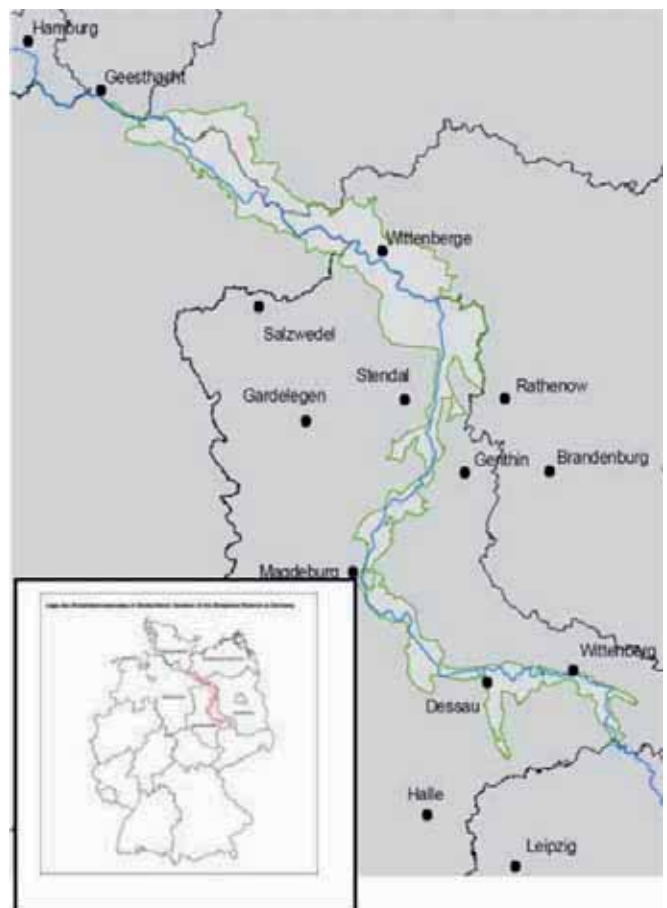 Hamburg
Geesthacht
Wittenberge
Salzwedel
Stendal
Rathenow
Gardelegen
Genthin
Brandenburg
Magdeburg
Wittenberg
Dessau
Halle
Leipzig